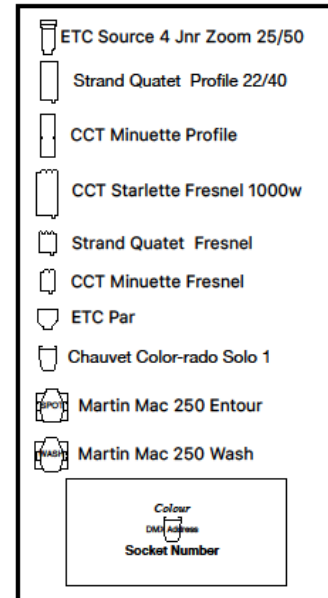 ETC Source 4 Jnr Zoom 25/50
Strand Quatet Profile 22/40
CCT Minuette Profile
CCT Starlette Fresnel 1000w
Strand Quatet Fresnel
CCT Minuette Fresnel
ETC Par
Chauvet Color-rado Solo 1
SPOT Martin Mac 250 Entour
WASH Martin Mac 250 Wash
Colour
DMX Address
Socket Number